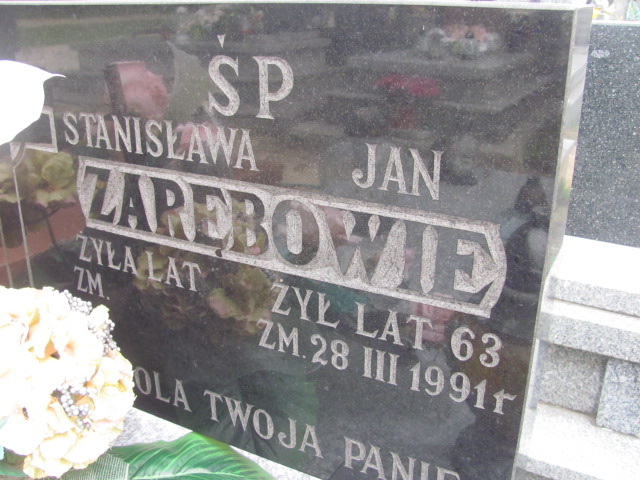 ŚP
STANISŁAWA JAN
ZARĘBOWIE
ŻYŁA LAT ŻYŁ LAT 63
ZM. ZM. 28 III 1991r
OLA TWOJA PANIE